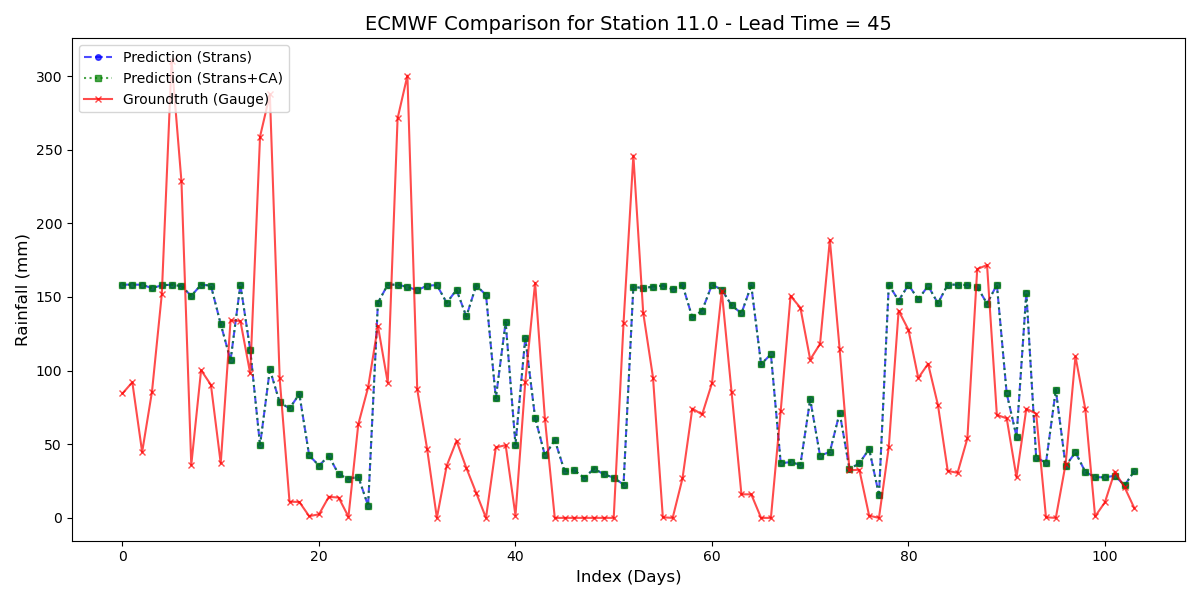 ECMWF Comparison for Station 11.0 - Lead Time = 45
Prediction (Strans)
Prediction (Strans+CA)
Groundtruth (Gauge)
Rainfall (mm)
300
250
200
150
100
50
0
0 20 40 60 80 100
Index (Days)